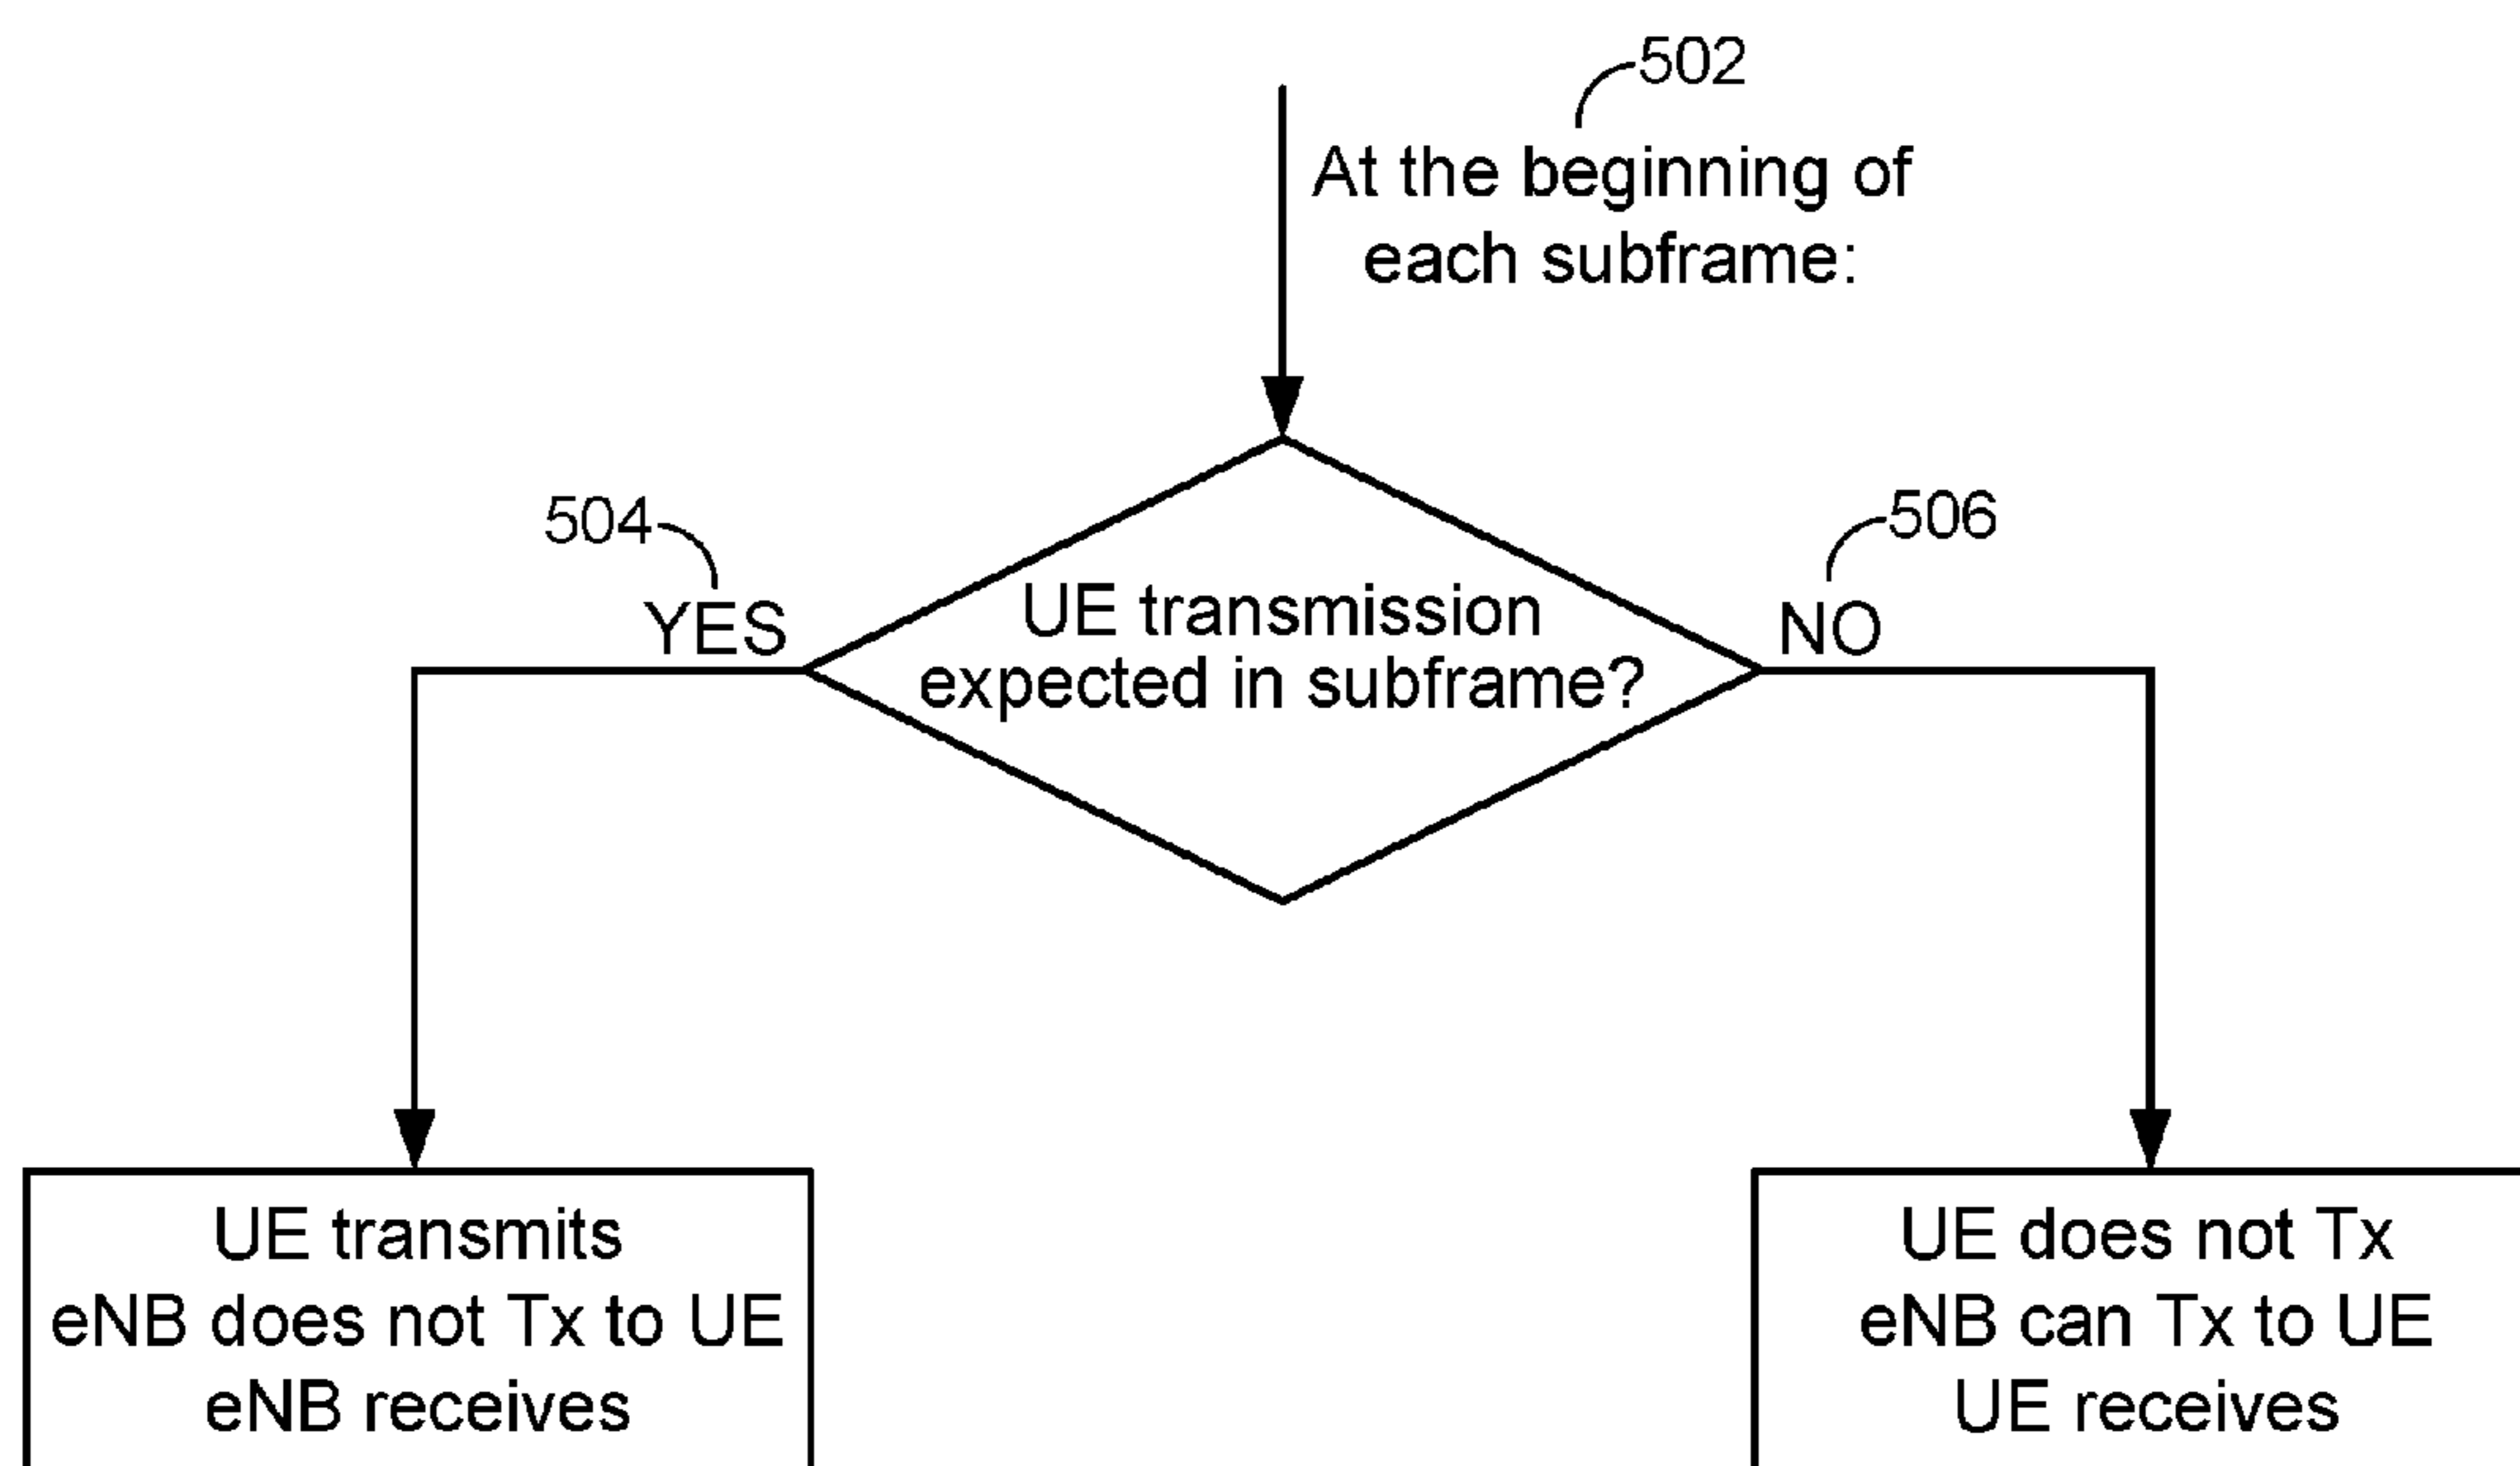 502
At the beginning of
each subframe:
504
YES
506
NO
UE transmission
expected in subframe?
UE transmits
eNB does not Tx to UE
eNB receives
UE does not Tx
eNB can Tx to UE
UE receives